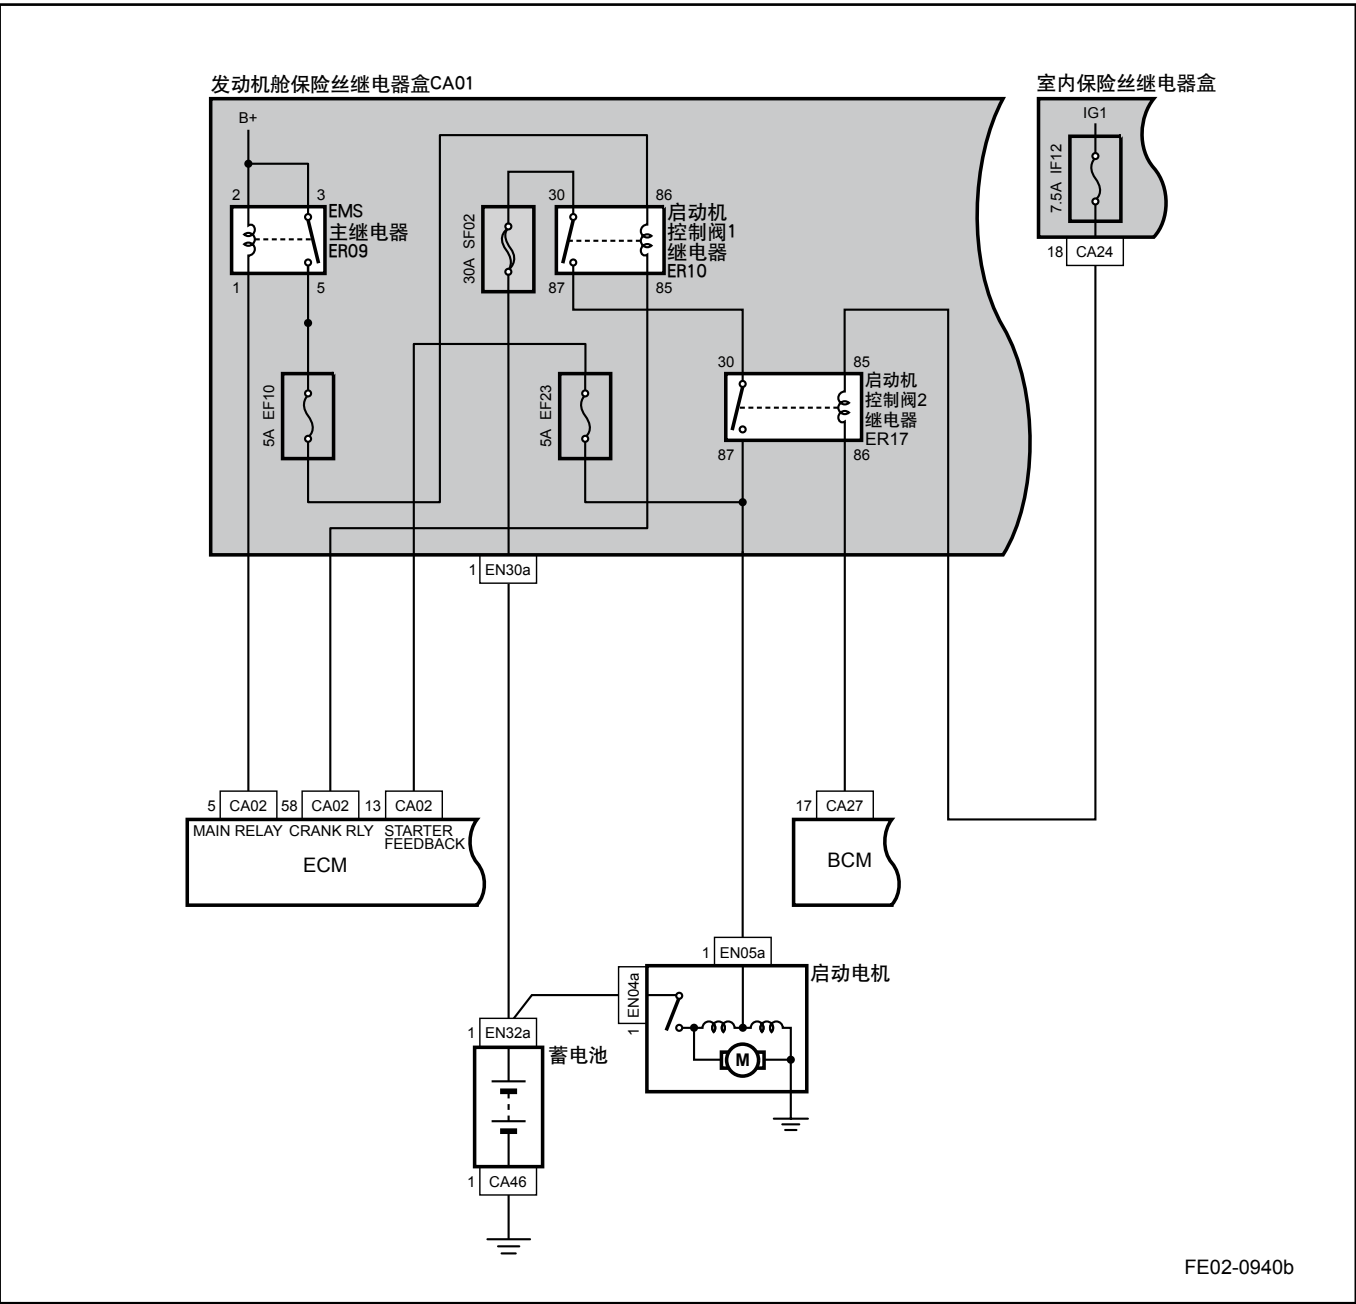 发动机舱保险丝继电器盒CA01
室内保险丝继电器盒
B+
IG1
7.5A IF12
18 CA24
2
3
EMS
主继电器
ER09
1
5
30A SF02
30
86
启动机
控制阀1
继电器
ER10
87
85
5A EF10
5A EF23
30
85
启动机
控制阀2
继电器
ER17
87
86
1 EN30a
5 CA02
58 CA02
13 CA02
MAIN RELAY
CRANK RLY
STARTER
FEEDBACK
ECM
17 CA27
BCM
1 EN05a
启动电机
1 EN04a
M
1 EN32a
蓄电池
1 CA46
FE02-0940b